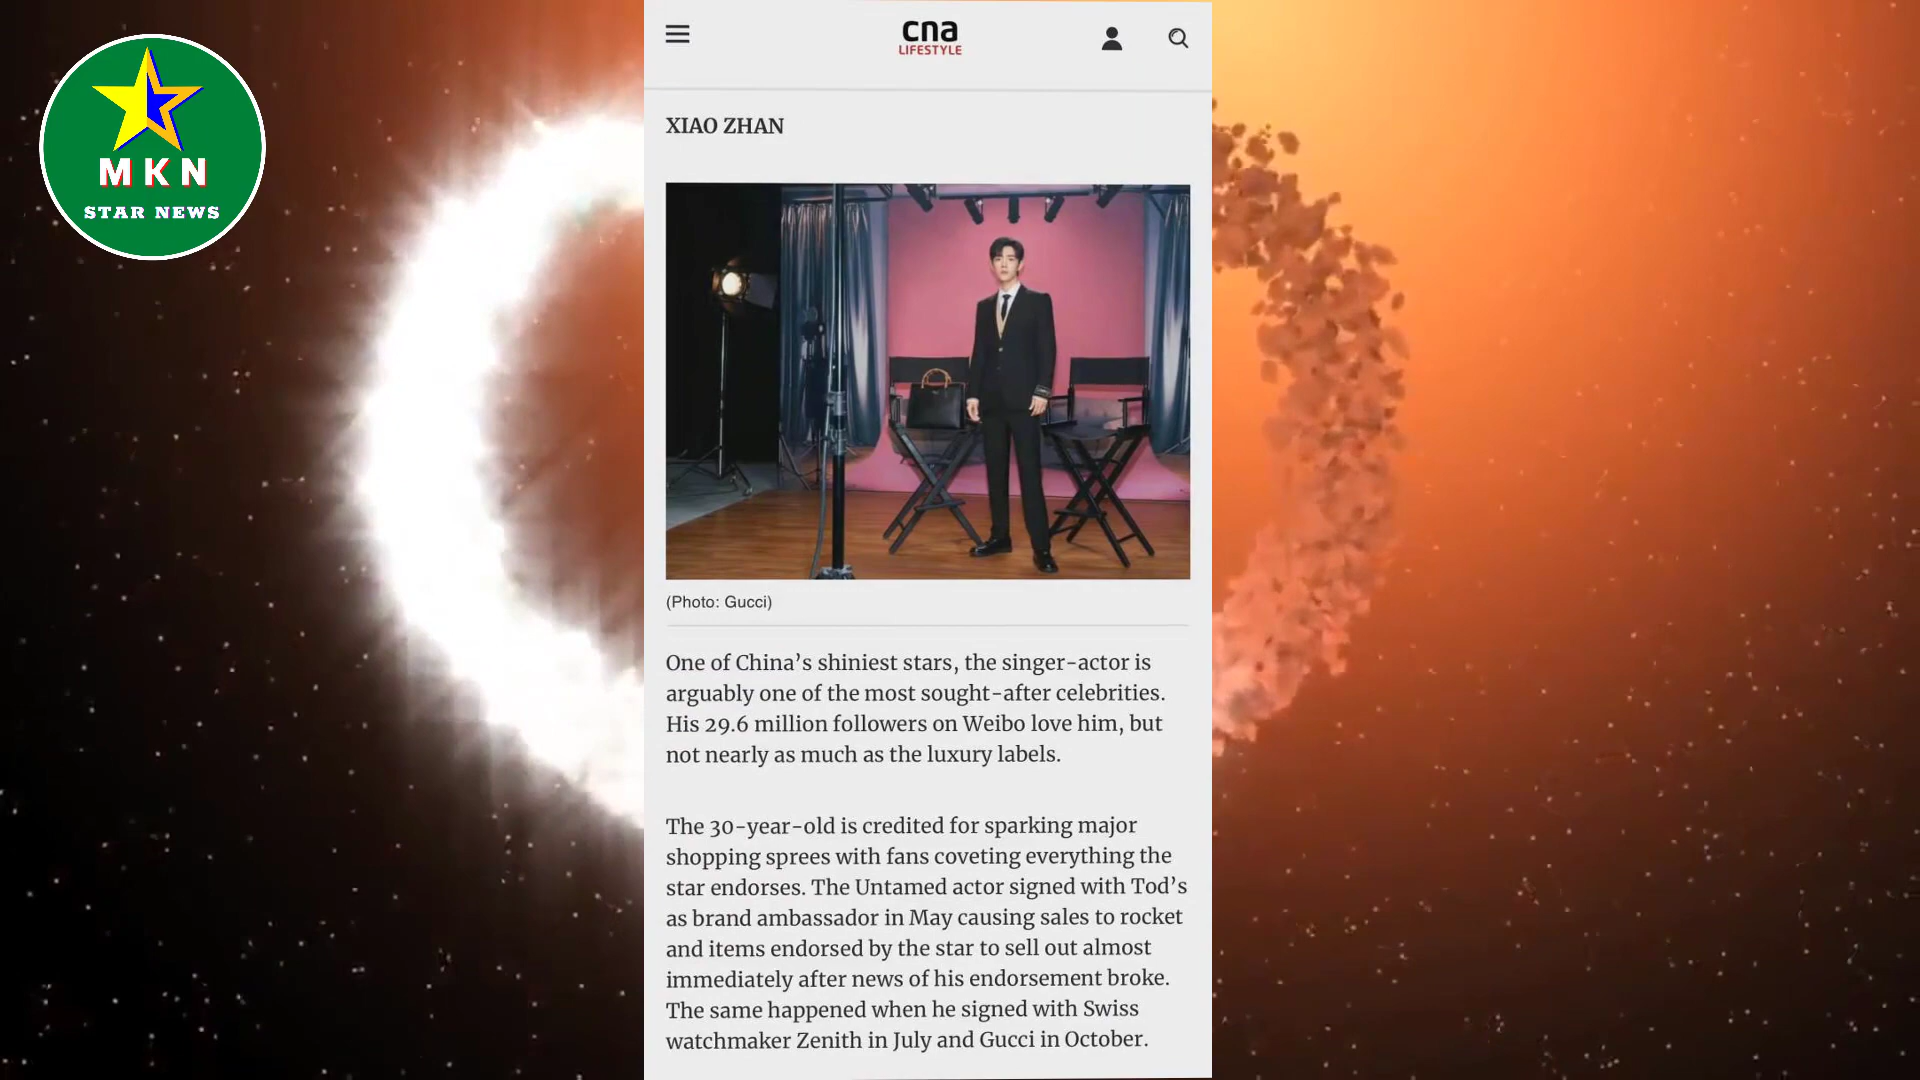 MKN
STAR NEWS
cna
LIFESTYLE
XIAO ZHAN
(Photo: Gucci)
One of China’s shiniest stars, the singer-actor is
arguably one of the most sought-after celebrities.
His 29.6 million followers on Weibo love him, but
not nearly as much as the luxury labels.
The 30-year-old is credited for sparking major
shopping sprees with fans coveting everything the
star endorses. The Untamed actor signed with Tod’s
as brand ambassador in May causing sales to rocket
and items endorsed by the star to sell out almost
immediately after news of his endorsement broke.
The same happened when he signed with Swiss
watchmaker Zenith in July and Gucci in October.